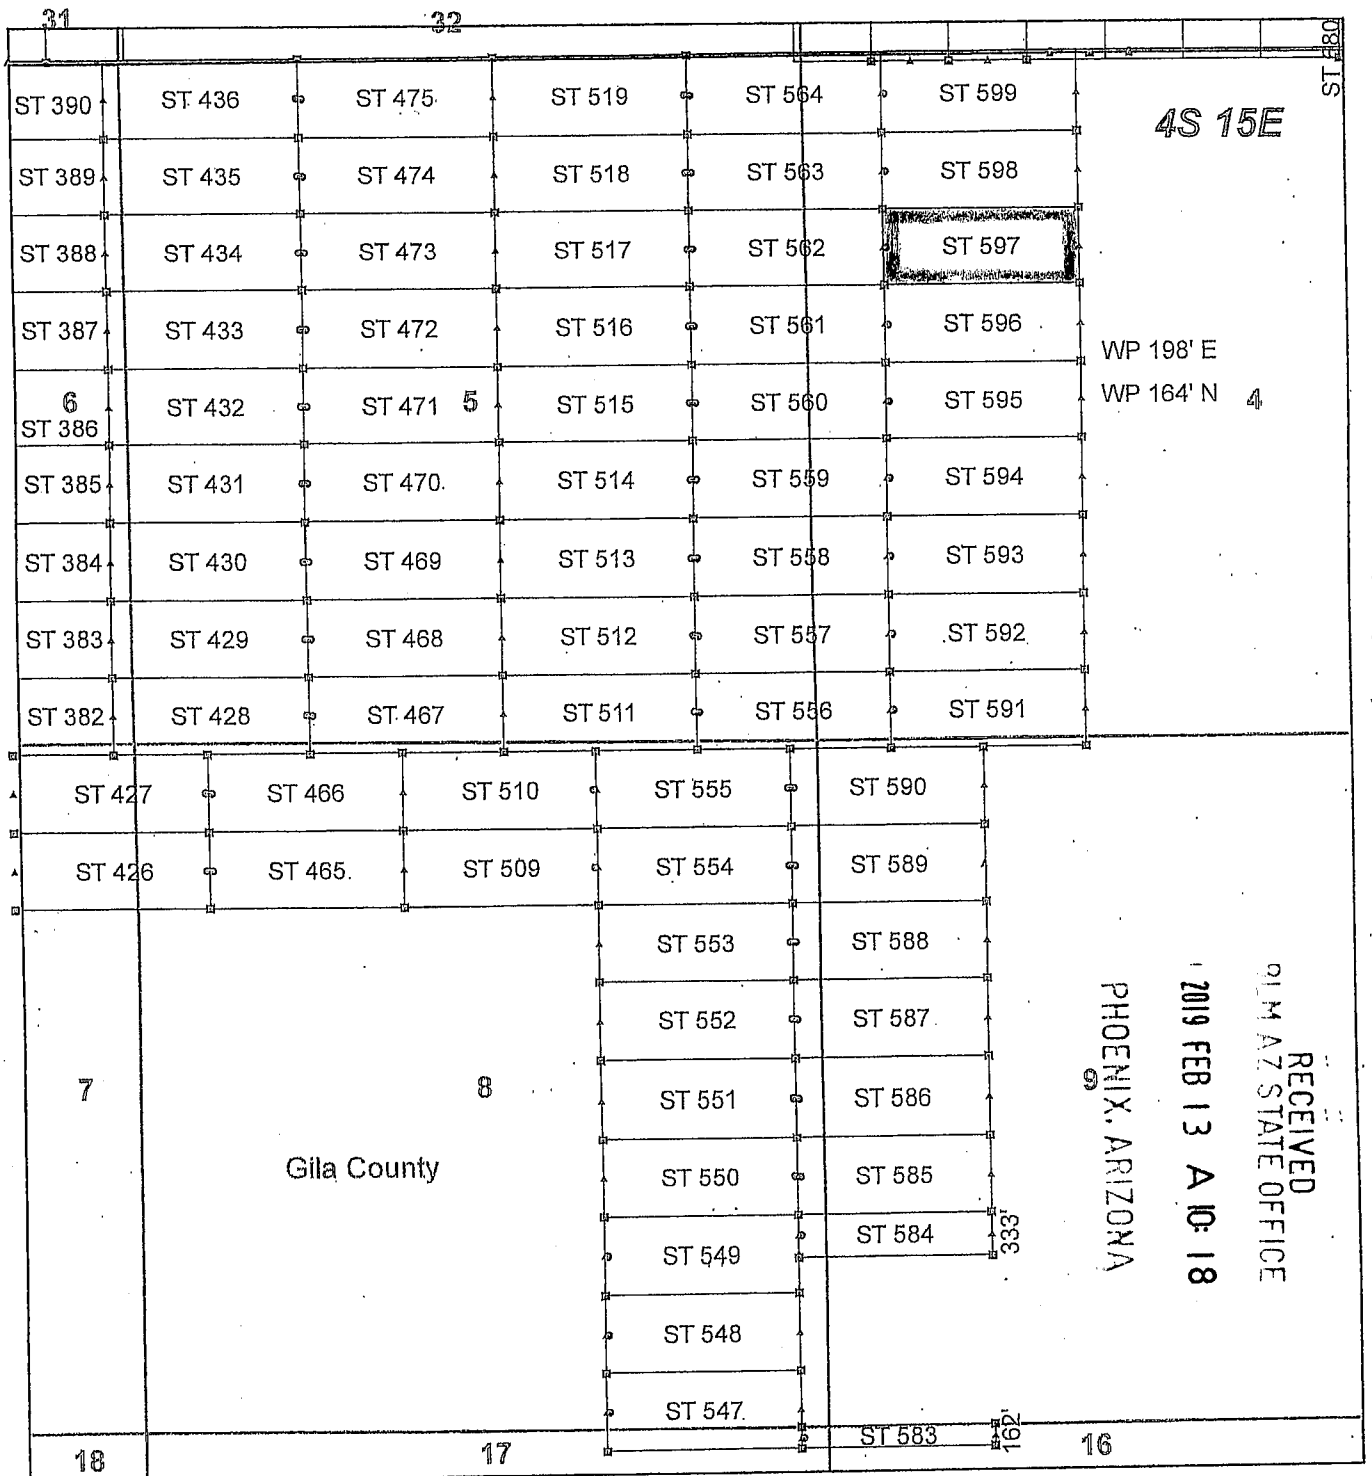 31 32
ST 680
ST 390 ST 436 ST 475 ST 519 ST 564 ST 599
4S 15E
ST 389 ST 435 ST 474 ST 518 ST 563 ST 598
ST 388 ST 434 ST 473 ST 517 ST 562 ST 597
ST 387 ST 433 ST 472 ST 516 ST 561 ST 596
WP 198' E
WP 164' N 4
6 ST 432 ST 471 5 ST 515 ST 560 ST 595
ST 386
ST 385 ST 431 ST 470 ST 514 ST 559 ST 594
ST 384 ST 430 ST 469 ST 513 ST 558 ST 593
ST 383 ST 429 ST 468 ST 512 ST 557 ST 592
ST 382 ST 428 ST 467 ST 511 ST 556 ST 591
ST 427 ST 466 ST 510 ST 555 ST 590
ST 426 ST 465 ST 509 ST 554 ST 589
ST 553 ST 588
ST 552 ST 587
7 8 ST 551 ST 586 9
Gila County ST 550 ST 585
ST 584 333'
ST 549
ST 548
ST 547
ST 583 162'
18 17 16
RECEIVED
BLM AZ STATE OFFICE
2019 FEB 13 A 10: 18
PHOENIX, ARIZONA